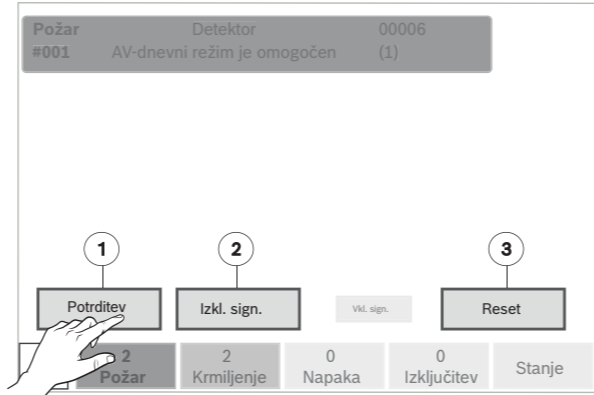 Požar Detektor 00006
#001 AV-dnevni režim je omogočen (1)
1 2 3
Potrditev Izkl. sign. Vkl. sign. Reset
2 2 0 0
Požar Krmiljenje Napaka Izključitev Stanje